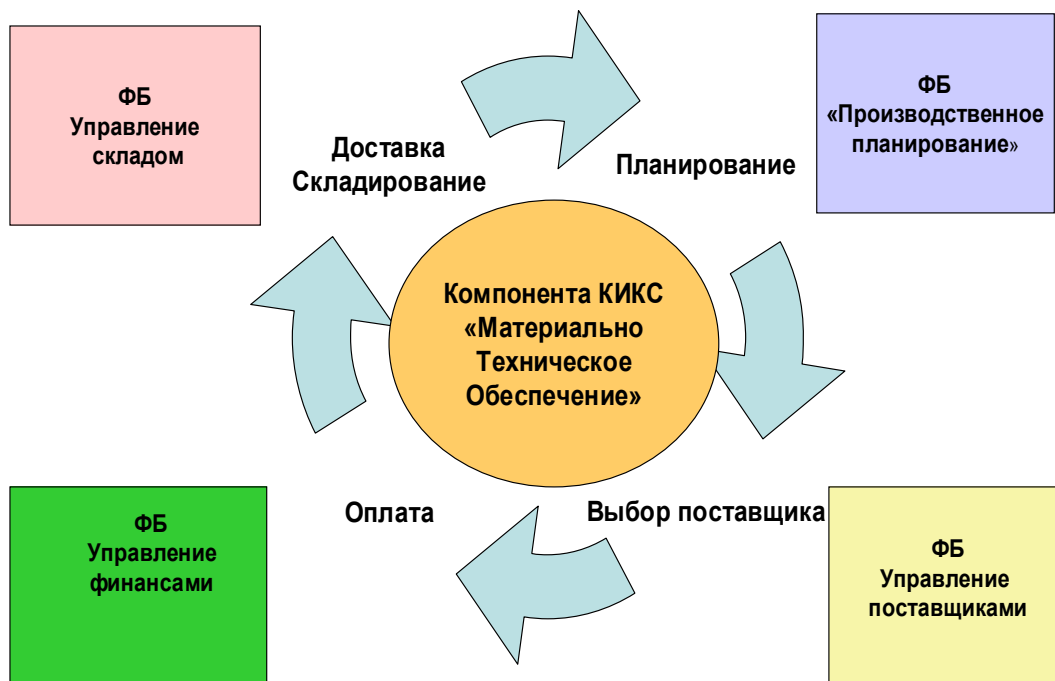 ФБ
Управление
складом
ФБ
«Производственное
планирование»
Доставка
Складирование
Планирование
Компонента КИКС
«Материально
Техническое
Обеспечение»
Оплата
Выбор поставщика
ФБ
Управление
финансами
ФБ
Управление
поставщиками